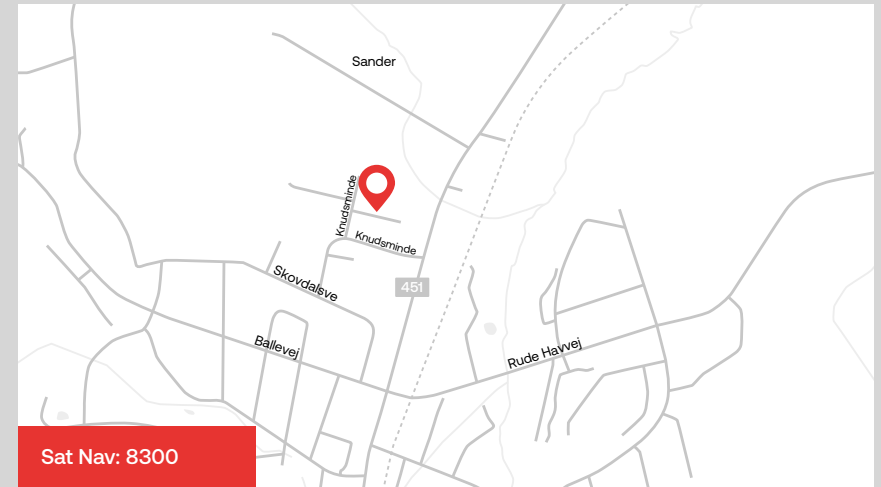 Sander
Knudsminde
Knudsminde
451
Skovdalsve
Ballevej
Rude Havvej
Sat Nav: 8300